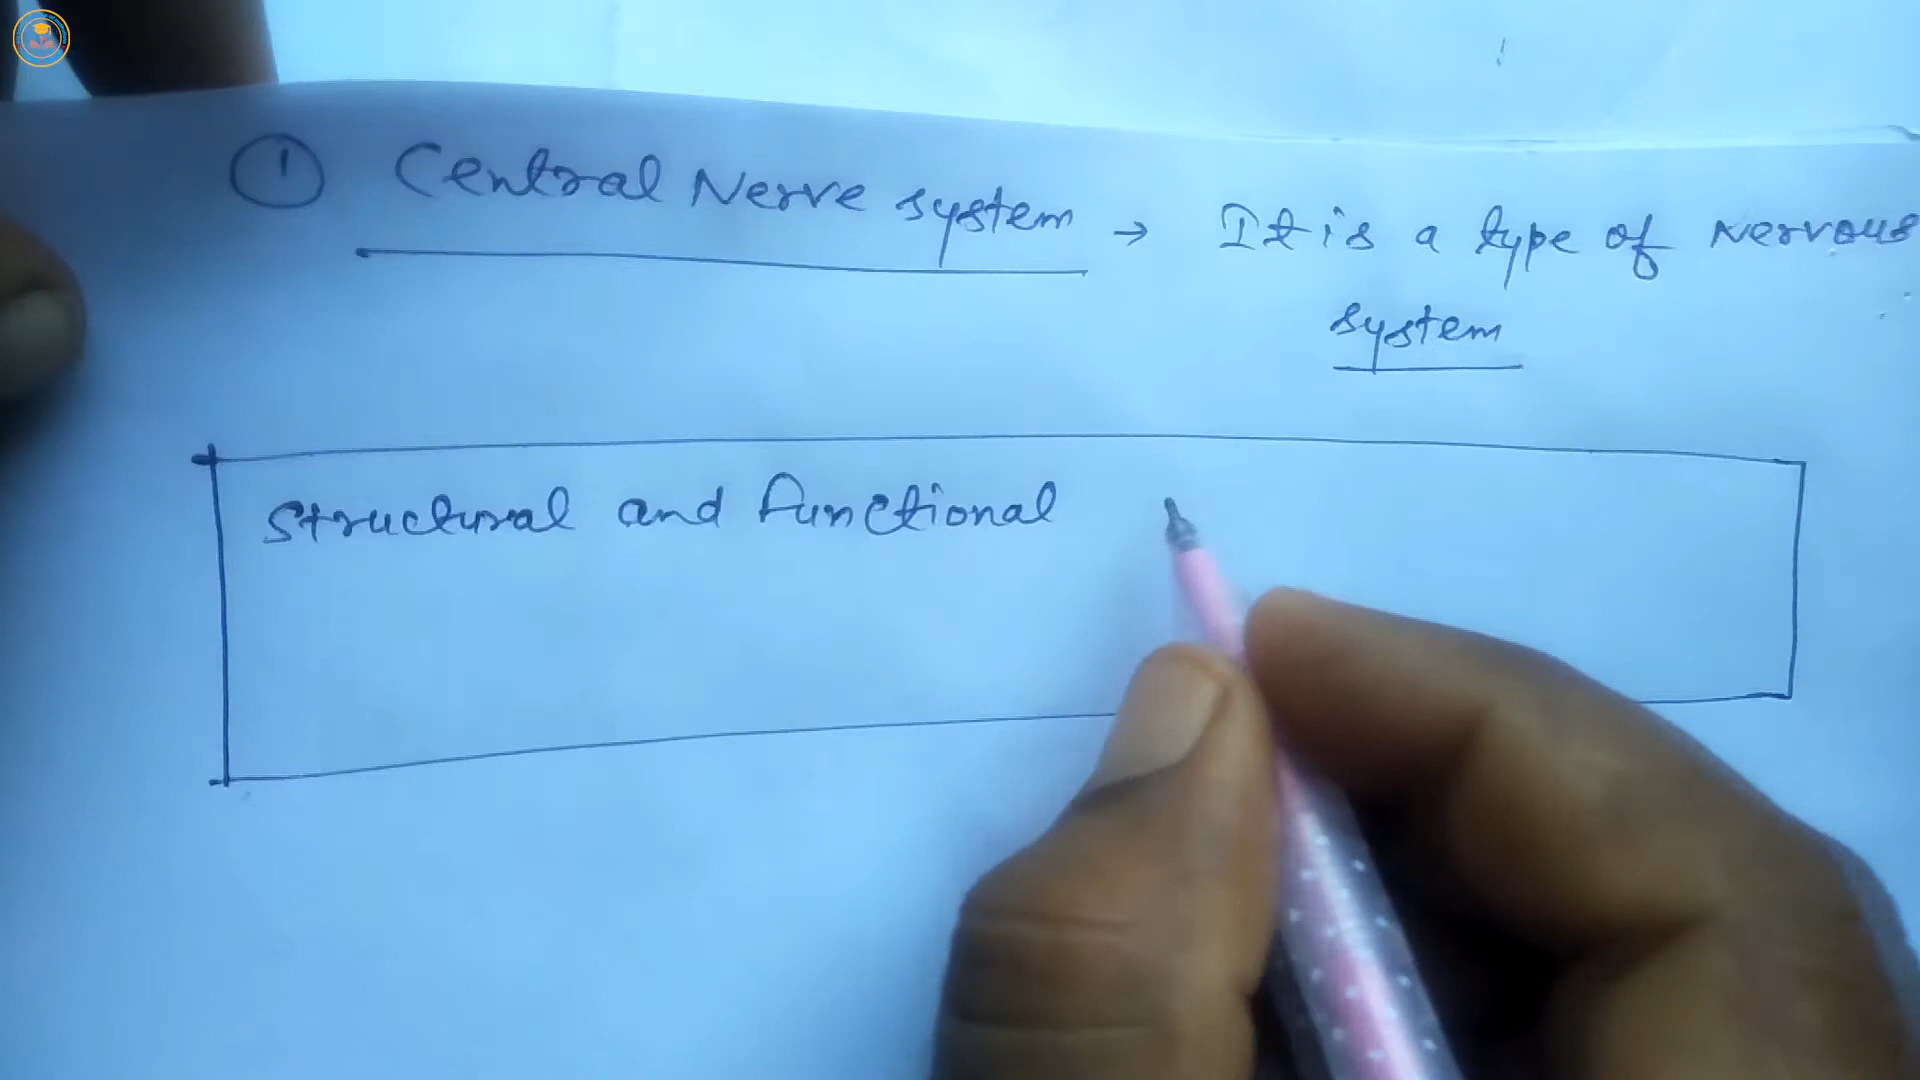 ① Central Nerve system → It is a type of Nervous
system
Structural and functional